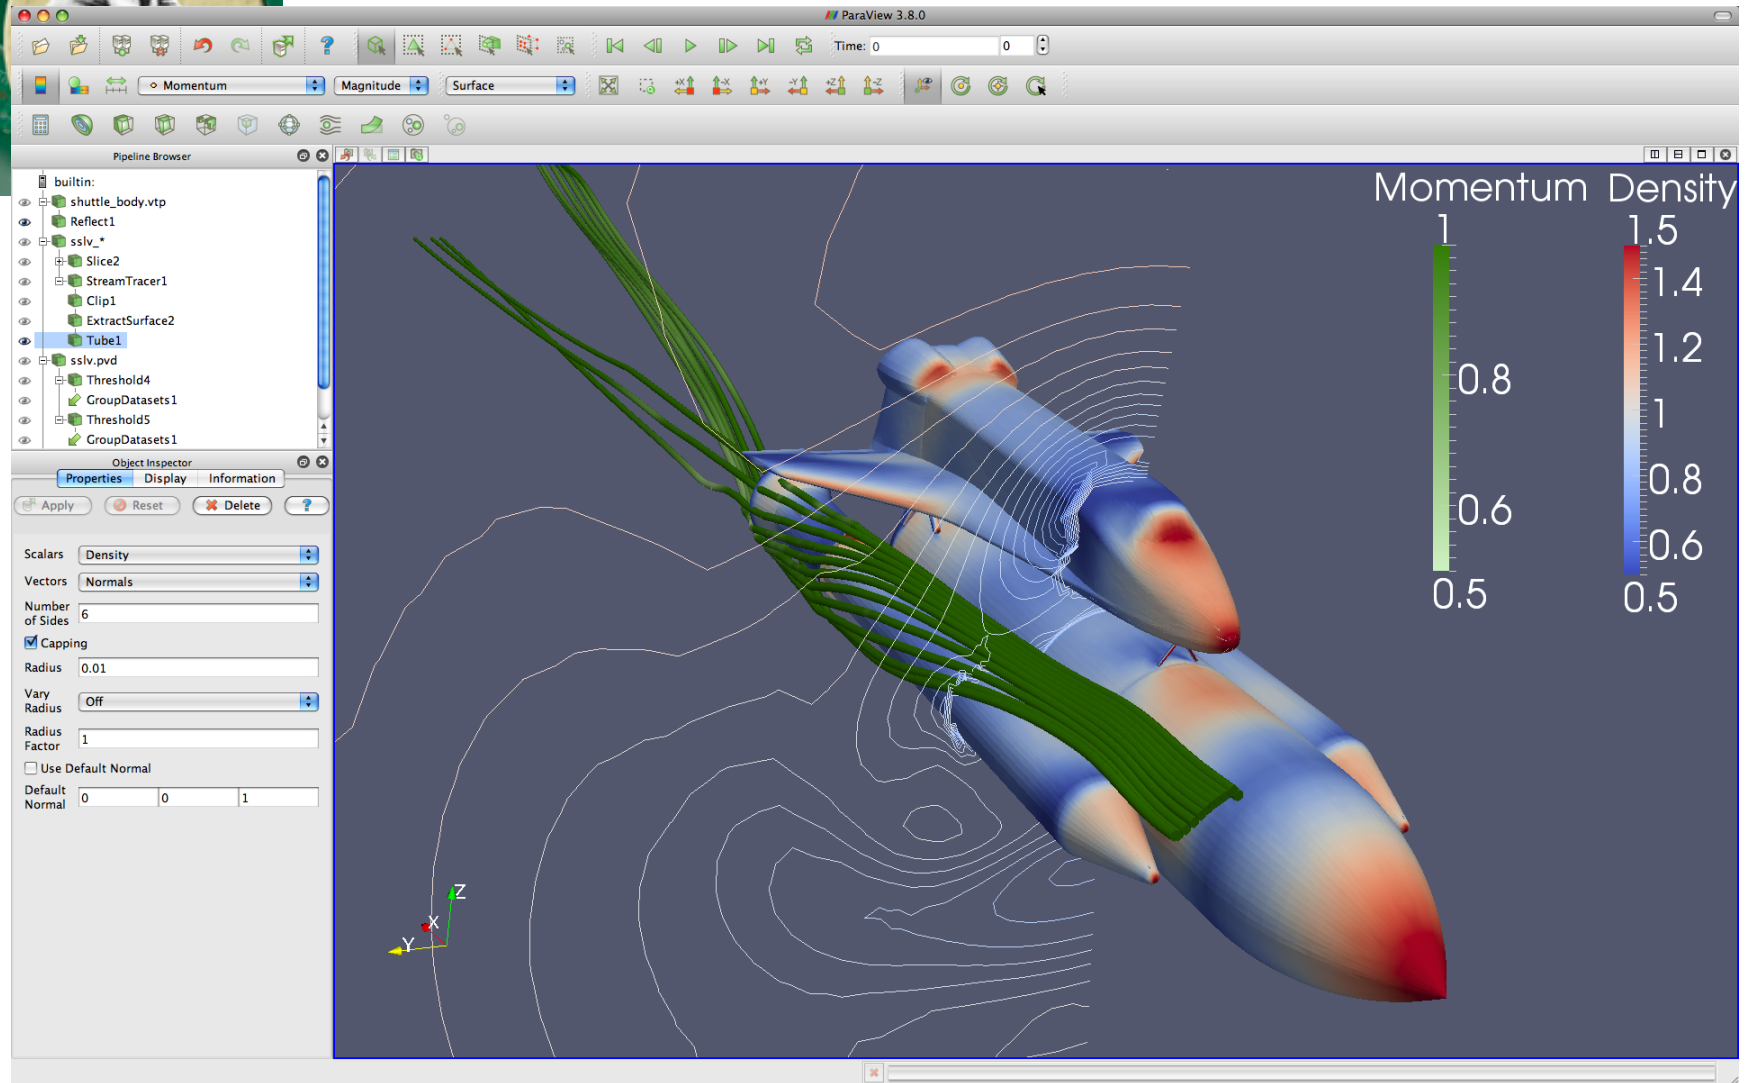 ParaView 3.8.0
Time: 0 0
Momentum Magnitude Surface
+X -X +Y -Y +Z -Z
Pipeline Browser
builtin:
shuttle_body.vtp
Reflect1
sslv_*
Slice2
StreamTracer1
Clip1
ExtractSurface2
Tube1
sslv.pvd
Threshold4
GroupDatasets1
Threshold5
GroupDatasets1
Object Inspector
Properties Display Information
Apply Reset Delete ?
Scalars Density
Vectors Normals
Number
of Sides 6
Capping
Radius 0.01
Vary
Radius Off
Radius
Factor 1
Use Default Normal
Default
Normal 0 0 1
Momentum
1
0.8
0.6
0.5
Density
1.5
1.4
1.2
1
0.8
0.6
0.5
Z
X
Y